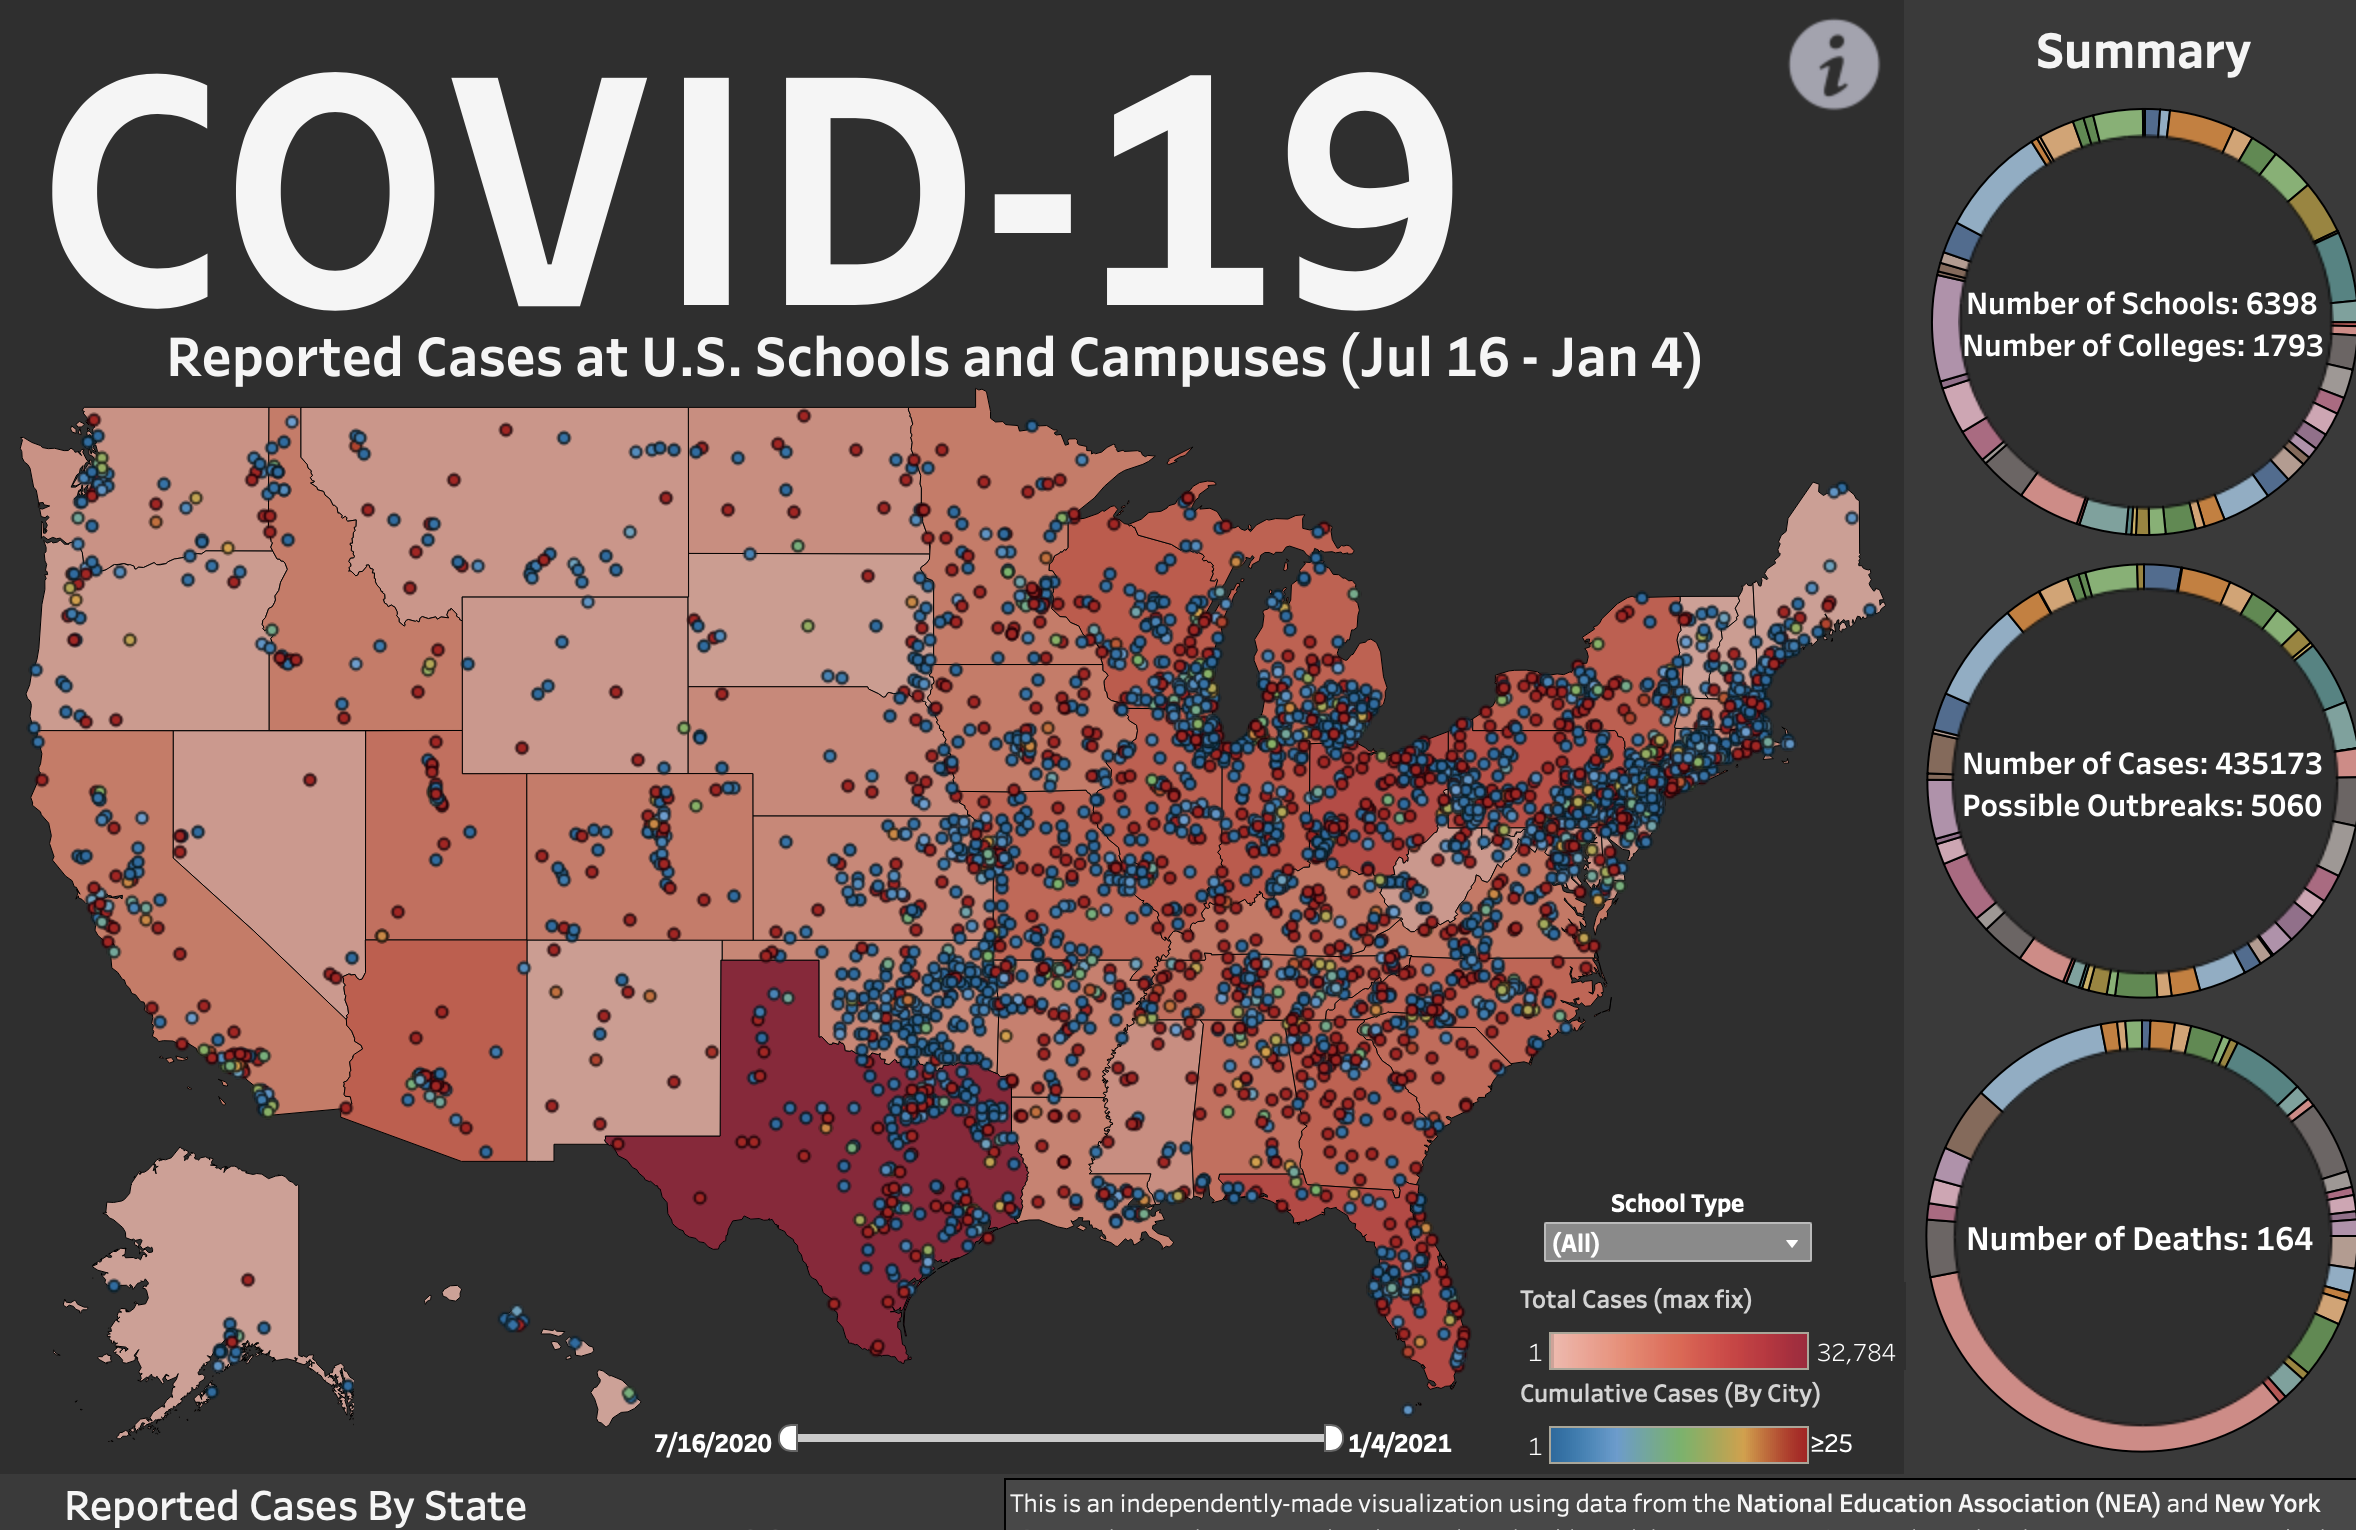 COVID-19
i
Summary
Reported Cases at U.S. Schools and Campuses (Jul 16 - Jan 4)
Number of Schools: 6398
Number of Colleges: 1793
Number of Cases: 435173
Possible Outbreaks: 5060
Number of Deaths: 164
School Type
(All)
Total Cases (max fix)
1 32,784
Cumulative Cases (By City)
1 ≥25
7/16/2020 1/4/2021
Reported Cases By State
This is an independently-made visualization using data from the National Education Association (NEA) and New York